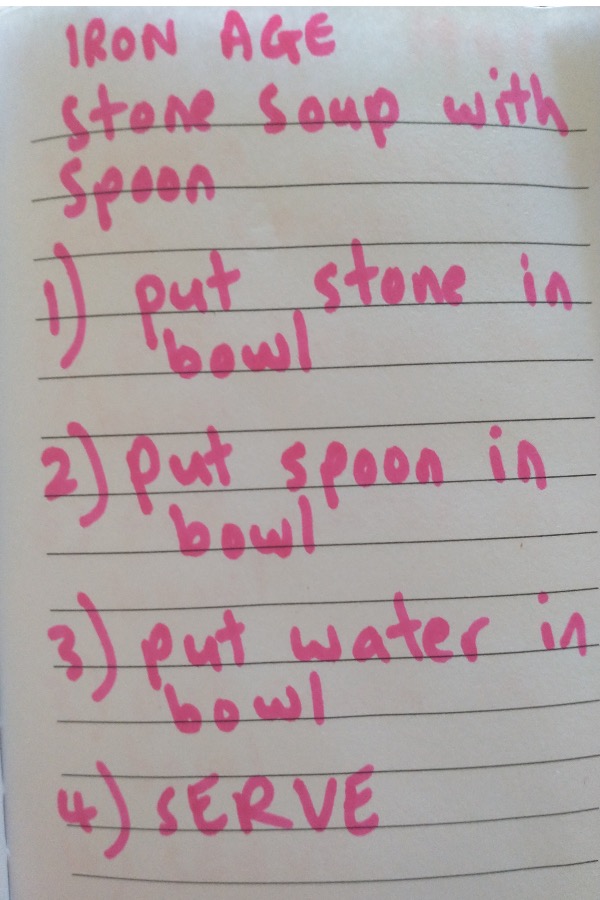 IRON AGE
Stone Soup with
Spoon
1) put stone in
bowl
2) put spoon in
bowl
3) put water in
bowl
4) SERVE